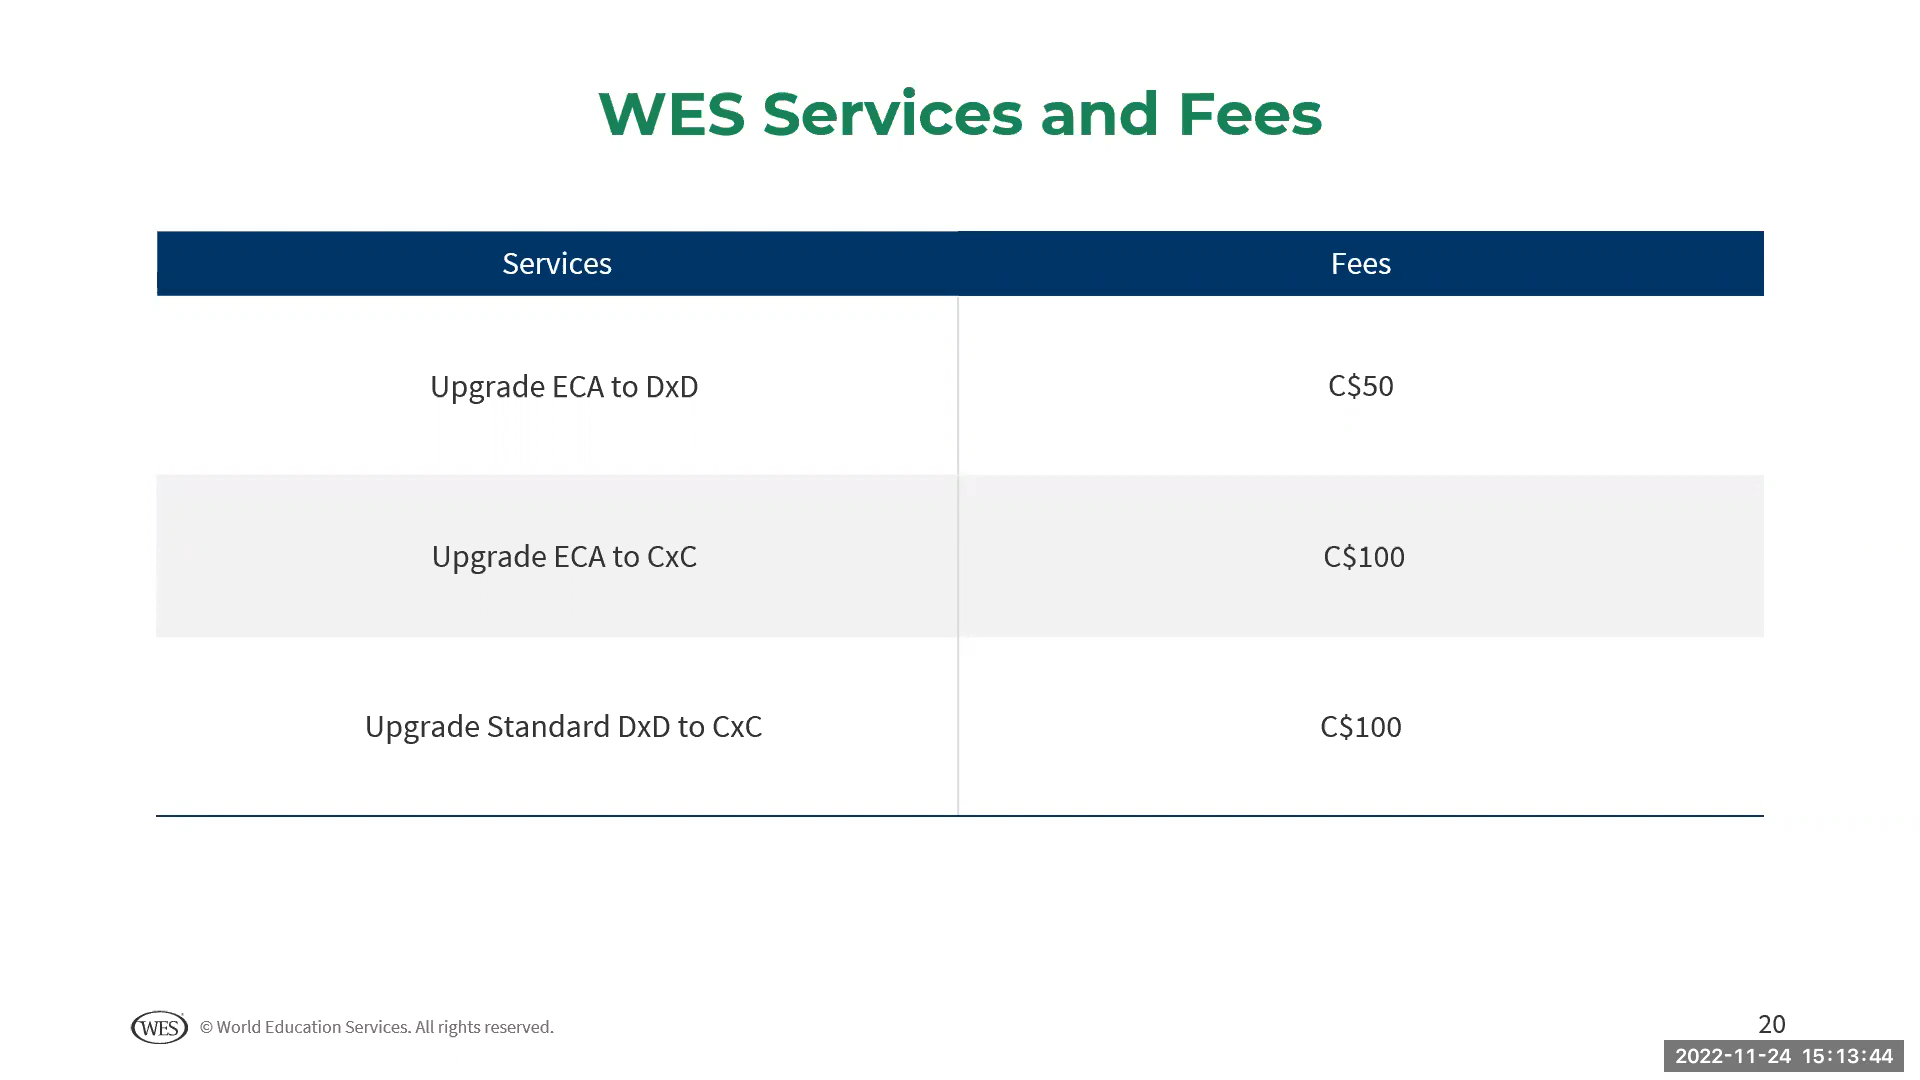 WES Services and Fees
Services Fees
Upgrade ECA to DxD C$50
Upgrade ECA to CxC C$100
Upgrade Standard DxD to CxC C$100
WES © World Education Services. All rights reserved.
20
2022-11-24 15:13:44